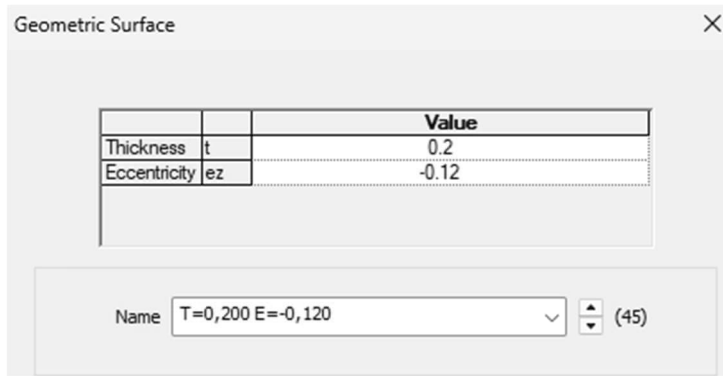 Geometric Surface
Value
Thickness t 0.2
Eccentricity ez -0.12
Name T=0,200 E=-0,120 (45)